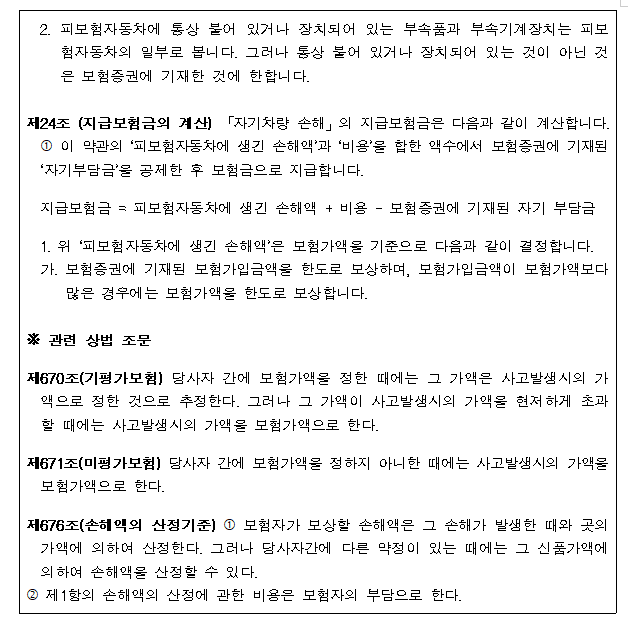 2. 피보험자동차에 통상 붙어 있거나 장치되어 있는 부속품과 부속기계장치는 피보
험자동차의 일부로 봅니다. 그러나 통상 붙어 있거나 장치되어 있는 것이 아닌 것
은 보험증권에 기재한 것에 한합니다.
제24조 (지급보험금의 계산) 「자기차량 손해」의 지급보험금은 다음과 같이 계산합니다.
① 이 약관의 ‘피보험자동차에 생긴 손해액’과 ‘비용’을 합한 액수에서 보험증권에 기재된
‘자기부담금’을 공제한 후 보험금으로 지급합니다.
지급보험금 = 피보험자동차에 생긴 손해액 + 비용 - 보험증권에 기재된 자기 부담금
1. 위 ‘피보험자동차에 생긴 손해액’은 보험가액을 기준으로 다음과 같이 결정합니다.
가. 보험증권에 기재된 보험가입금액을 한도로 보상하며, 보험가입금액이 보험가액보다
많은 경우에는 보험가액을 한도로 보상합니다.
※ 관련 상법 조문
제670조(기평가보험) 당사자 간에 보험가액을 정한 때에는 그 가액은 사고발생시의 가
액으로 정한 것으로 추정한다. 그러나 그 가액이 사고발생시의 가액을 현저하게 초과
할 때에는 사고발생시의 가액을 보험가액으로 한다.
제671조(미평가보험) 당사자 간에 보험가액을 정하지 아니한 때에는 사고발생시의 가액을
보험가액으로 한다.
제676조(손해액의 산정기준) ① 보험자가 보상할 손해액은 그 손해가 발생한 때와 곳의
가액에 의하여 산정한다. 그러나 당사자간에 다른 약정이 있는 때에는 그 신품가액에
의하여 손해액을 산정할 수 있다.
② 제1항의 손해액의 산정에 관한 비용은 보험자의 부담으로 한다.